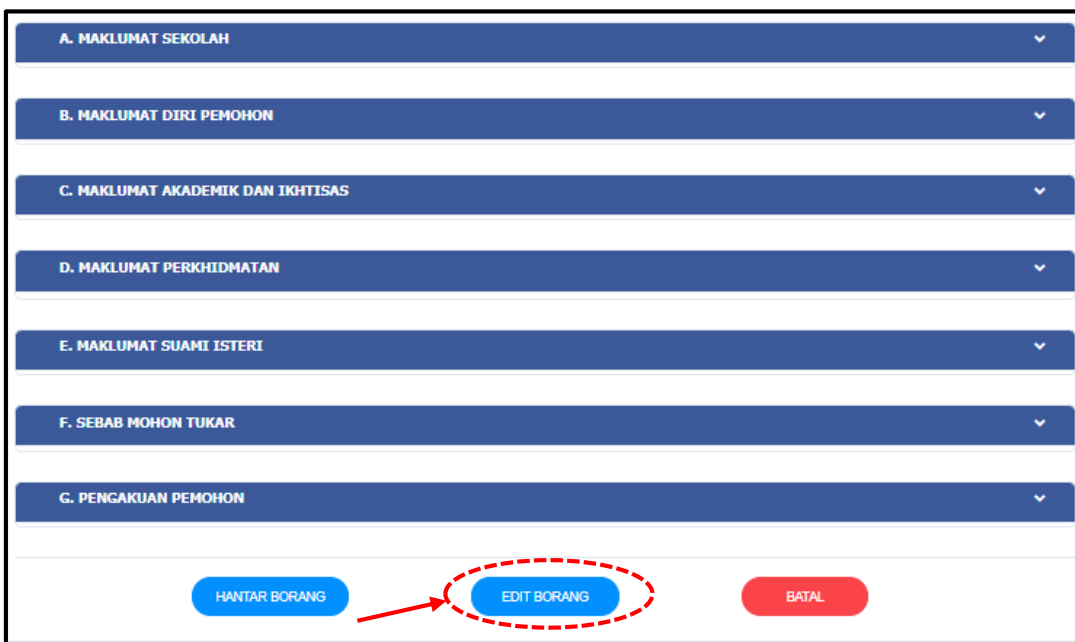 A. MAKLUMAT SEKOLAH
B. MAKLUMAT DIRI PEMOHON
C. MAKLUMAT AKADEMIK DAN IKHTISAS
D. MAKLUMAT PERKHIDMATAN
E. MAKLUMAT SUAMI ISTERI
F. SEBAB MOHON TUKAR
G. PENGAKUAN PEMOHON
HANTAR BORANG EDIT BORANG BATAL